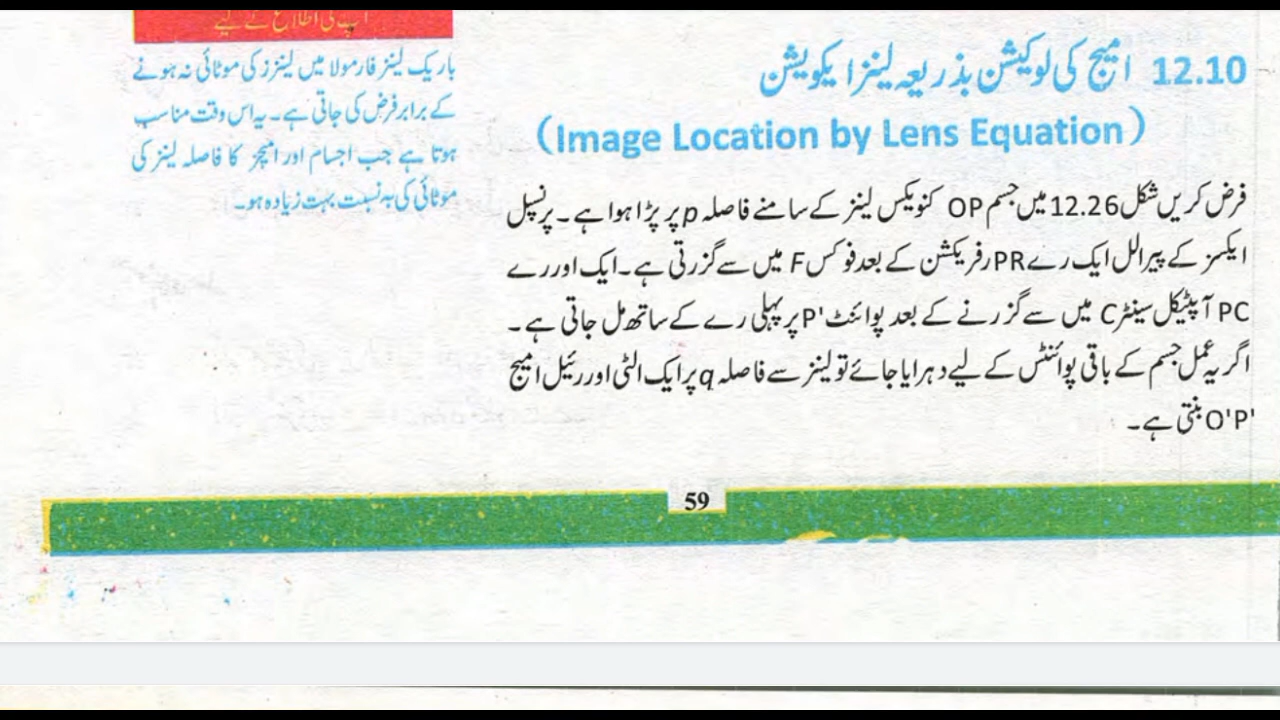 12.10 امیج کی لوکیشن بذریعہ لینز ایکویشن
(Image Location by Lens Equation)
فرض کریں شکل 12.26 میں جسم OP کنویکس لینز کے سامنے فاصلہ p پر پڑا ہوا ہے۔ پرنسپل
ایکسز کے پیرالل ایک رے PR رفریکشن کے بعد فوکس F میں سے گزرتی ہے۔ ایک اور رے
PC آپٹیکل سینٹر C میں سے گزرنے کے بعد پوائنٹ P' پر پہلی رے کے ساتھ مل جاتی ہے۔
اگر یہ عمل جسم کے باقی پوائنٹس کے لیے دہرایا جائے تو لینز سے فاصلہ q پر ایک الٹی اور رئیل امیج
O'P' بنتی ہے۔
آپ کی اطلاع کے لیے
باریک لینز فارمولا میں لینز کی موٹائی نہ ہونے
کے برابر فرض کی جاتی ہے۔ یہ اس وقت مناسب
ہوتا ہے جب اجسام اور امیجز کا فاصلہ لینز کی
موٹائی کی بہ نسبت بہت زیادہ ہو۔
59